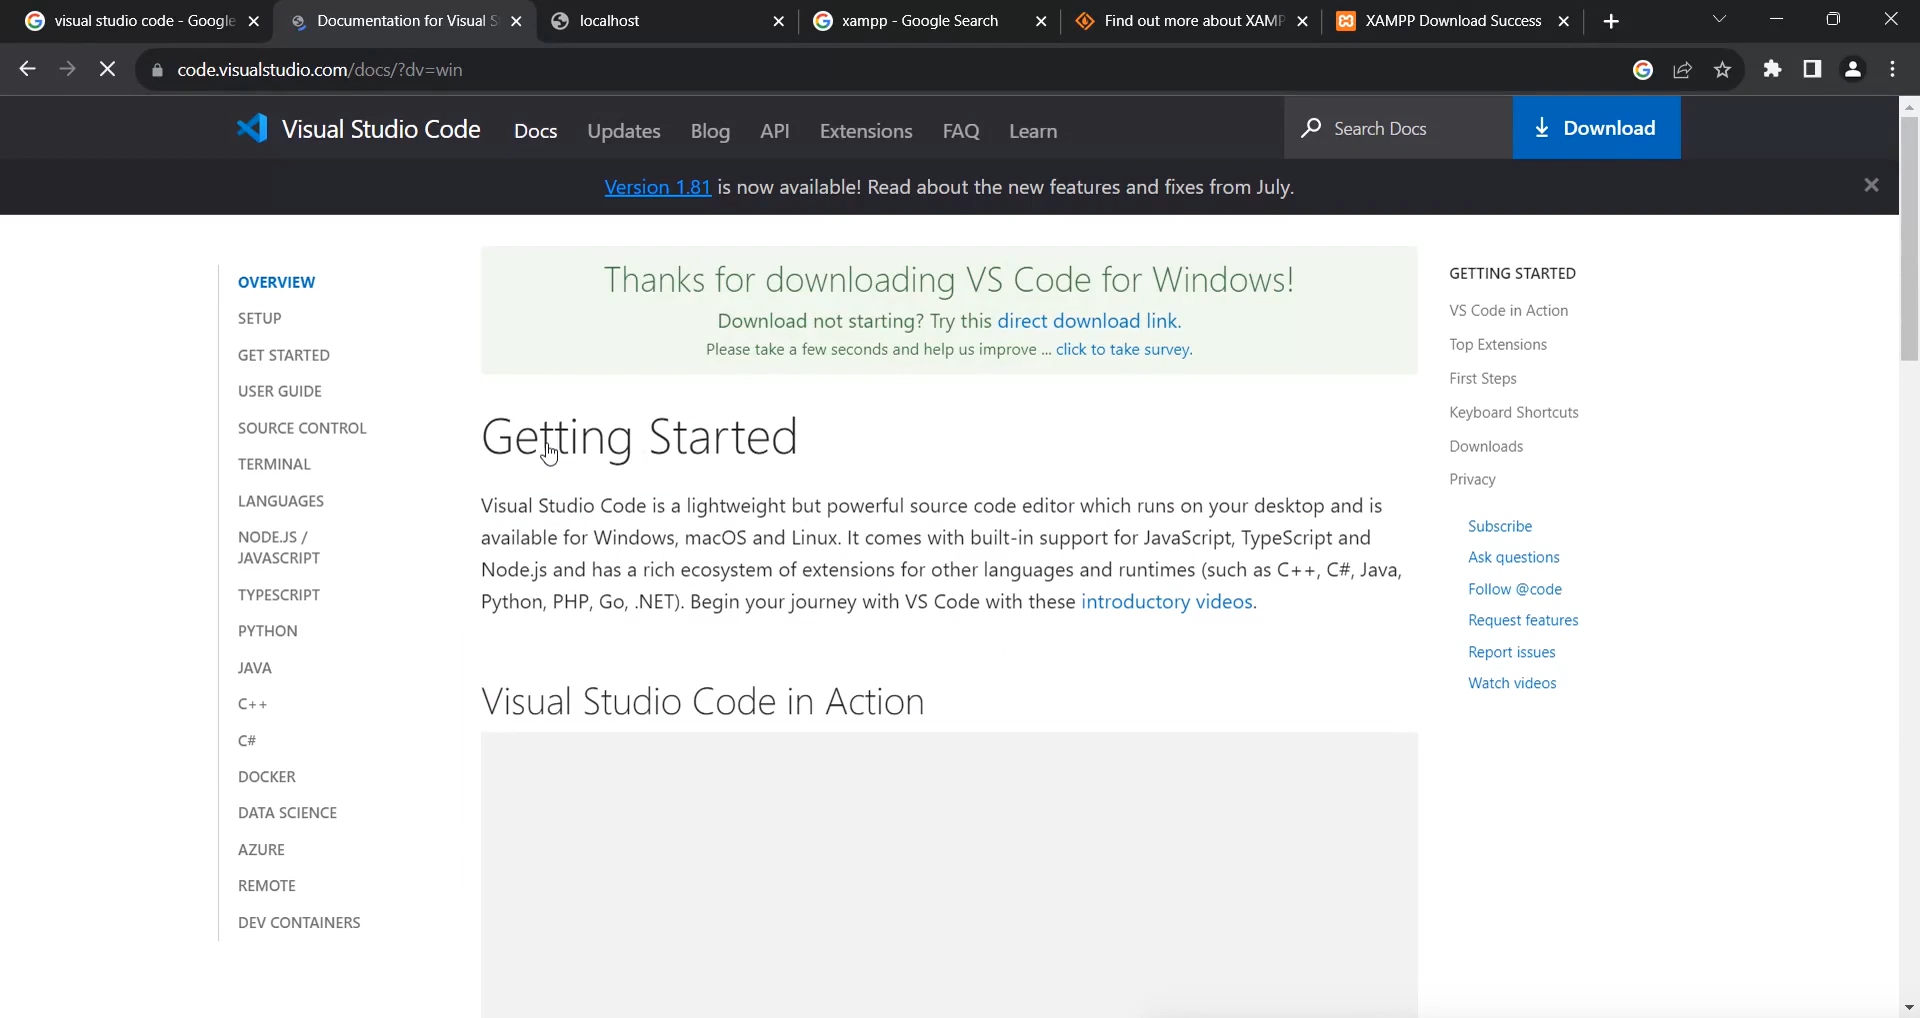 visual studio code - Google
Documentation for Visual S
localhost
xampp - Google Search
Find out more about XAMP
XAMPP Download Success
code.visualstudio.com/docs/?dv=win
Visual Studio Code
Docs
Updates
Blog
API
Extensions
FAQ
Learn
Search Docs
Download
Version 1.81 is now available! Read about the new features and fixes from July.
OVERVIEW
SETUP
GET STARTED
USER GUIDE
SOURCE CONTROL
TERMINAL
LANGUAGES
NODE.JS /
JAVASCRIPT
TYPESCRIPT
PYTHON
JAVA
C++
C#
DOCKER
DATA SCIENCE
AZURE
REMOTE
DEV CONTAINERS
Thanks for downloading VS Code for Windows!
Download not starting? Try this direct download link.
Please take a few seconds and help us improve ... click to take survey.
Getting Started
Visual Studio Code is a lightweight but powerful source code editor which runs on your desktop and is
available for Windows, macOS and Linux. It comes with built-in support for JavaScript, TypeScript and
Node.js and has a rich ecosystem of extensions for other languages and runtimes (such as C++, C#, Java,
Python, PHP, Go, .NET). Begin your journey with VS Code with these introductory videos.
Visual Studio Code in Action
GETTING STARTED
VS Code in Action
Top Extensions
First Steps
Keyboard Shortcuts
Downloads
Privacy
Subscribe
Ask questions
Follow @code
Request features
Report issues
Watch videos